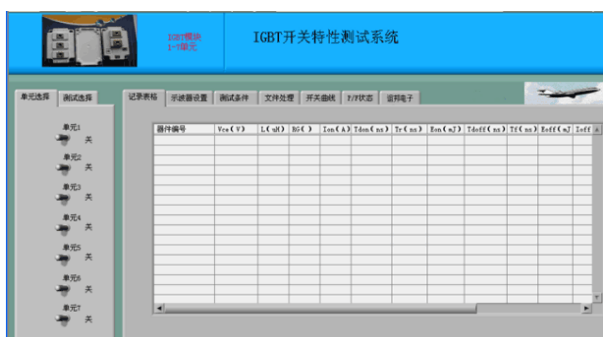 IGBT模块
1-7单元
IGBT开关特性测试系统
单元选择 测试选择
记录表格 示波器设置 测试条件 文件处理 开关曲线 P/F状态
单元1
关
单元2
关
单元3
关
单元4
关
单元5
关
单元6
关
单元7
关
器件编号 Vce(V) L(uH) RG( ) Ion(A) Tdon(ns) Tr(ns) Eon(mJ) Tdoff(ns) Tf(ns) Eoff(mJ Ioff